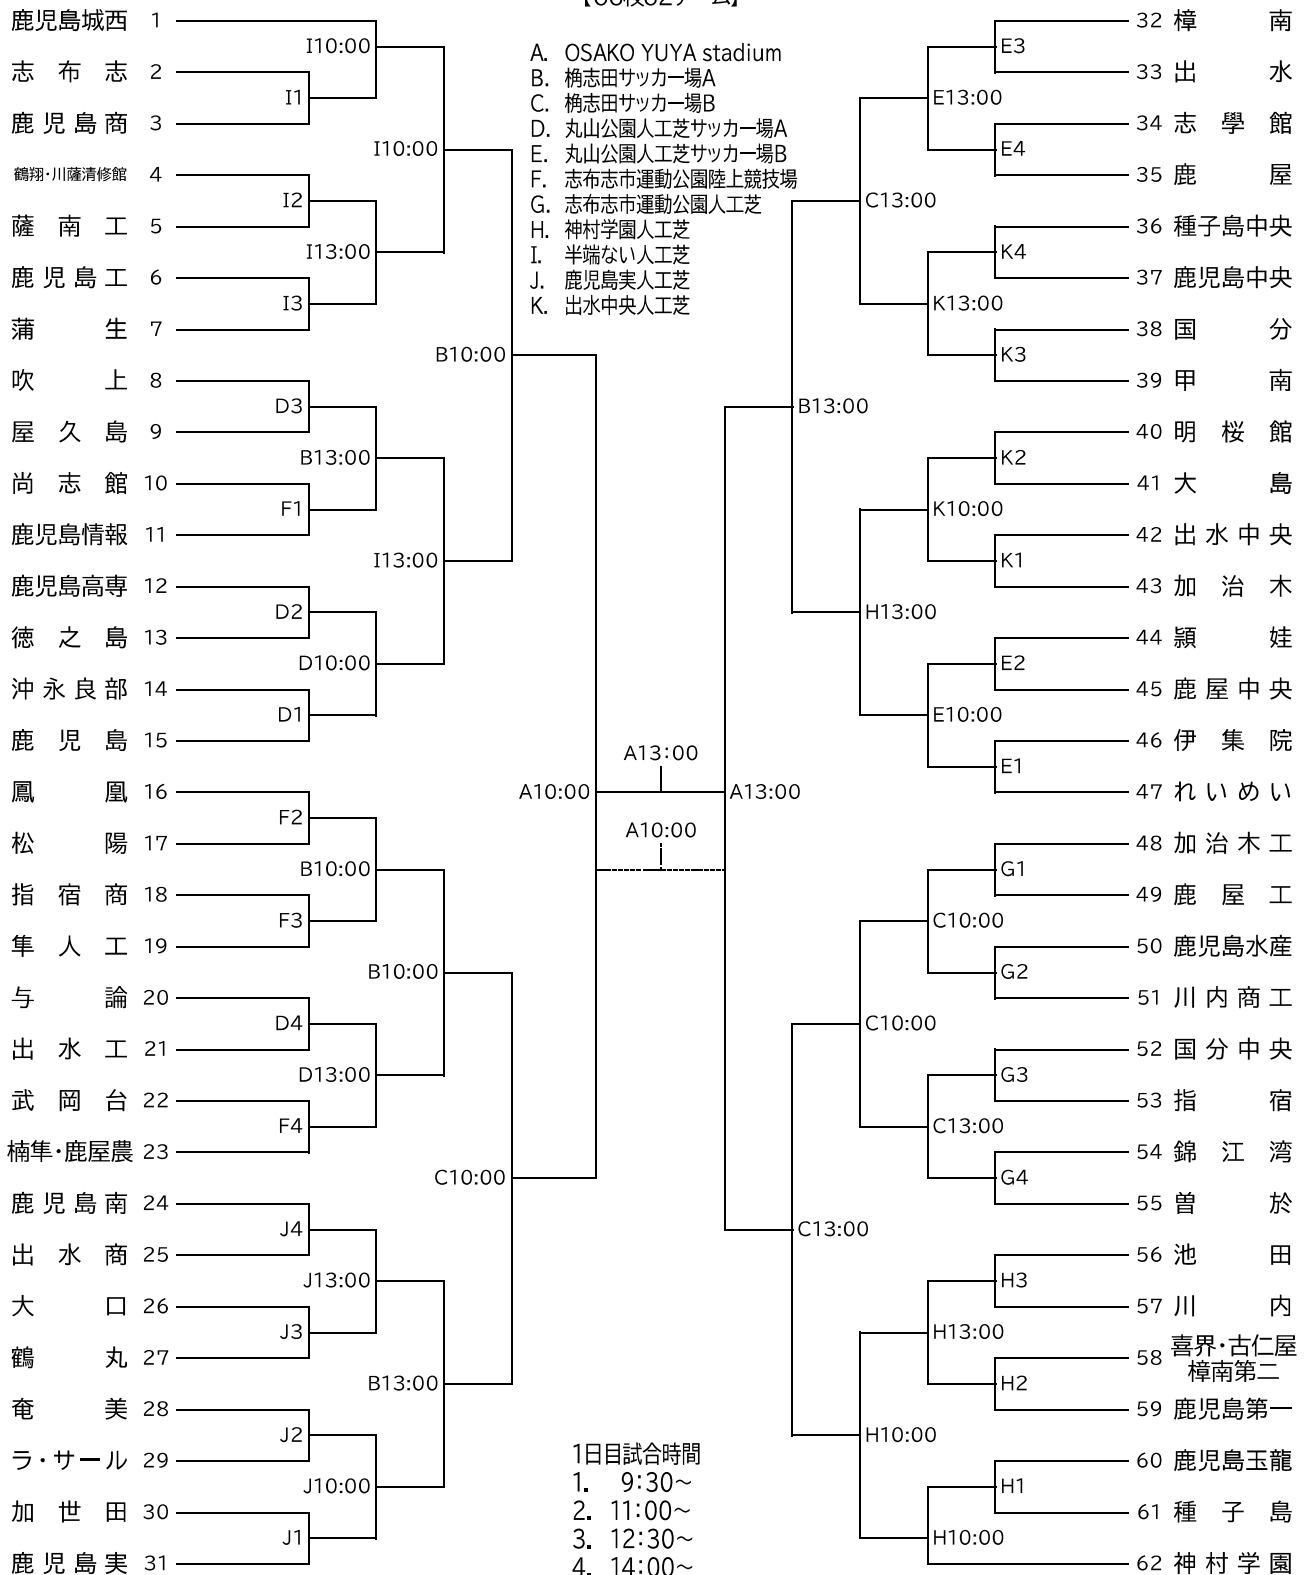 鹿児島城西 1
志布志 2
鹿児島商 3
鶴翔・川薩清修館 4
薩南工 5
鹿児島工 6
蒲生 7
吹上 8
屋久島 9
尚志館 10
鹿児島情報 11
鹿児島高専 12
徳之島 13
沖永良部 14
鹿児島 15
鳳凰 16
松陽 17
指宿商 18
隼人工 19
与論 20
出水工 21
武岡台 22
楠隼・鹿屋農 23
鹿児島南 24
出水商 25
大口 26
鶴丸 27
奄美 28
ラ・サール 29
加世田 30
鹿児島実 31
I1
I2
I3
D3
F1
D2
D1
F2
F3
D4
F4
J4
J3
J2
J1
I10:00
I13:00
B13:00
D10:00
B10:00
D13:00
J13:00
J10:00
I10:00
I13:00
B10:00
B13:00
B10:00
C10:00
A10:00
A. OSAKO YUYA stadium
B. 桷志田サッカー場A
C. 桷志田サッカー場B
D. 丸山公園人工芝サッカー場A
E. 丸山公園人工芝サッカー場B
F. 志布志市運動公園陸上競技場
G. 志布志市運動公園人工芝
H. 神村学園人工芝
I. 半端ない人工芝
J. 鹿児島実人工芝
K. 出水中央人工芝
A13:00
A10:00
1日目試合時間
1. 9:30～
2. 11:00～
3. 12:30～
4. 14:00～
A13:00
B13:00
C13:00
C13:00
H13:00
C10:00
H10:00
E13:00
K13:00
K10:00
E10:00
C10:00
C13:00
H13:00
H10:00
E3
E4
K4
K3
K2
K1
E2
E1
G1
G2
G3
G4
H3
H2
H1
32 樟南
33 出水
34 志學館
35 鹿屋
36 種子島中央
37 鹿児島中央
38 国分
39 甲南
40 明桜館
41 大島
42 出水中央
43 加治木
44 頴娃
45 鹿屋中央
46 伊集院
47 れいめい
48 加治木工
49 鹿屋工
50 鹿児島水産
51 川内商工
52 国分中央
53 指宿
54 錦江湾
55 曽於
56 池田
57 川内
58 喜界・古仁屋
樟南第二
59 鹿児島第一
60 鹿児島玉龍
61 種子島
62 神村学園